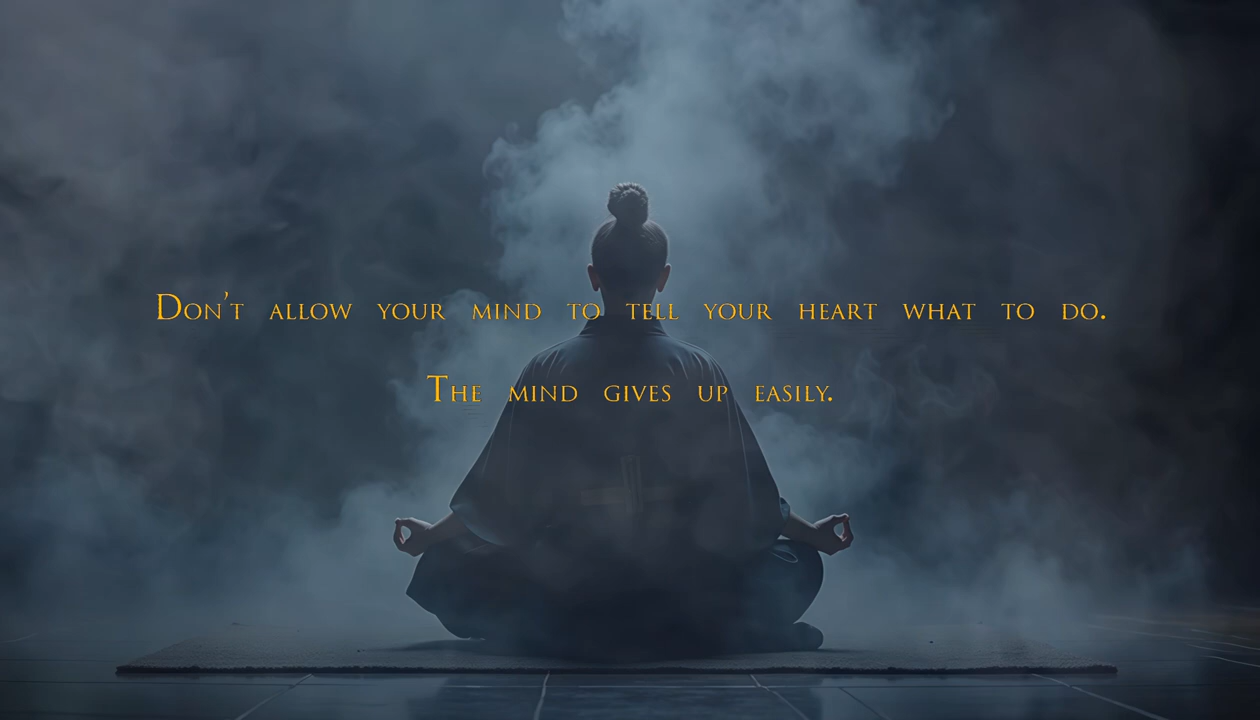 Don't allow your mind to tell your heart what to do.
The mind gives up easily.